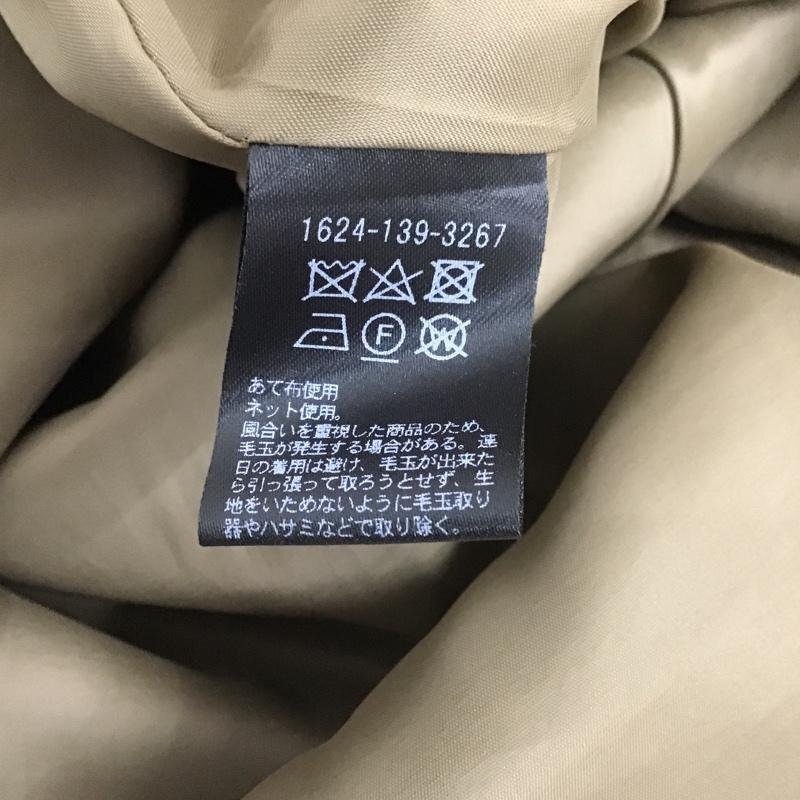 1624-139-3267
F
W
あて布使用
ネット使用。
風合いを重視した商品のため、
毛玉が発生する場合がある。連
日の着用は避け、毛玉が出来た
ら引っ張って取ろうとせず、生
地をいためないように毛玉取り
器やハサミなどで取り除く。